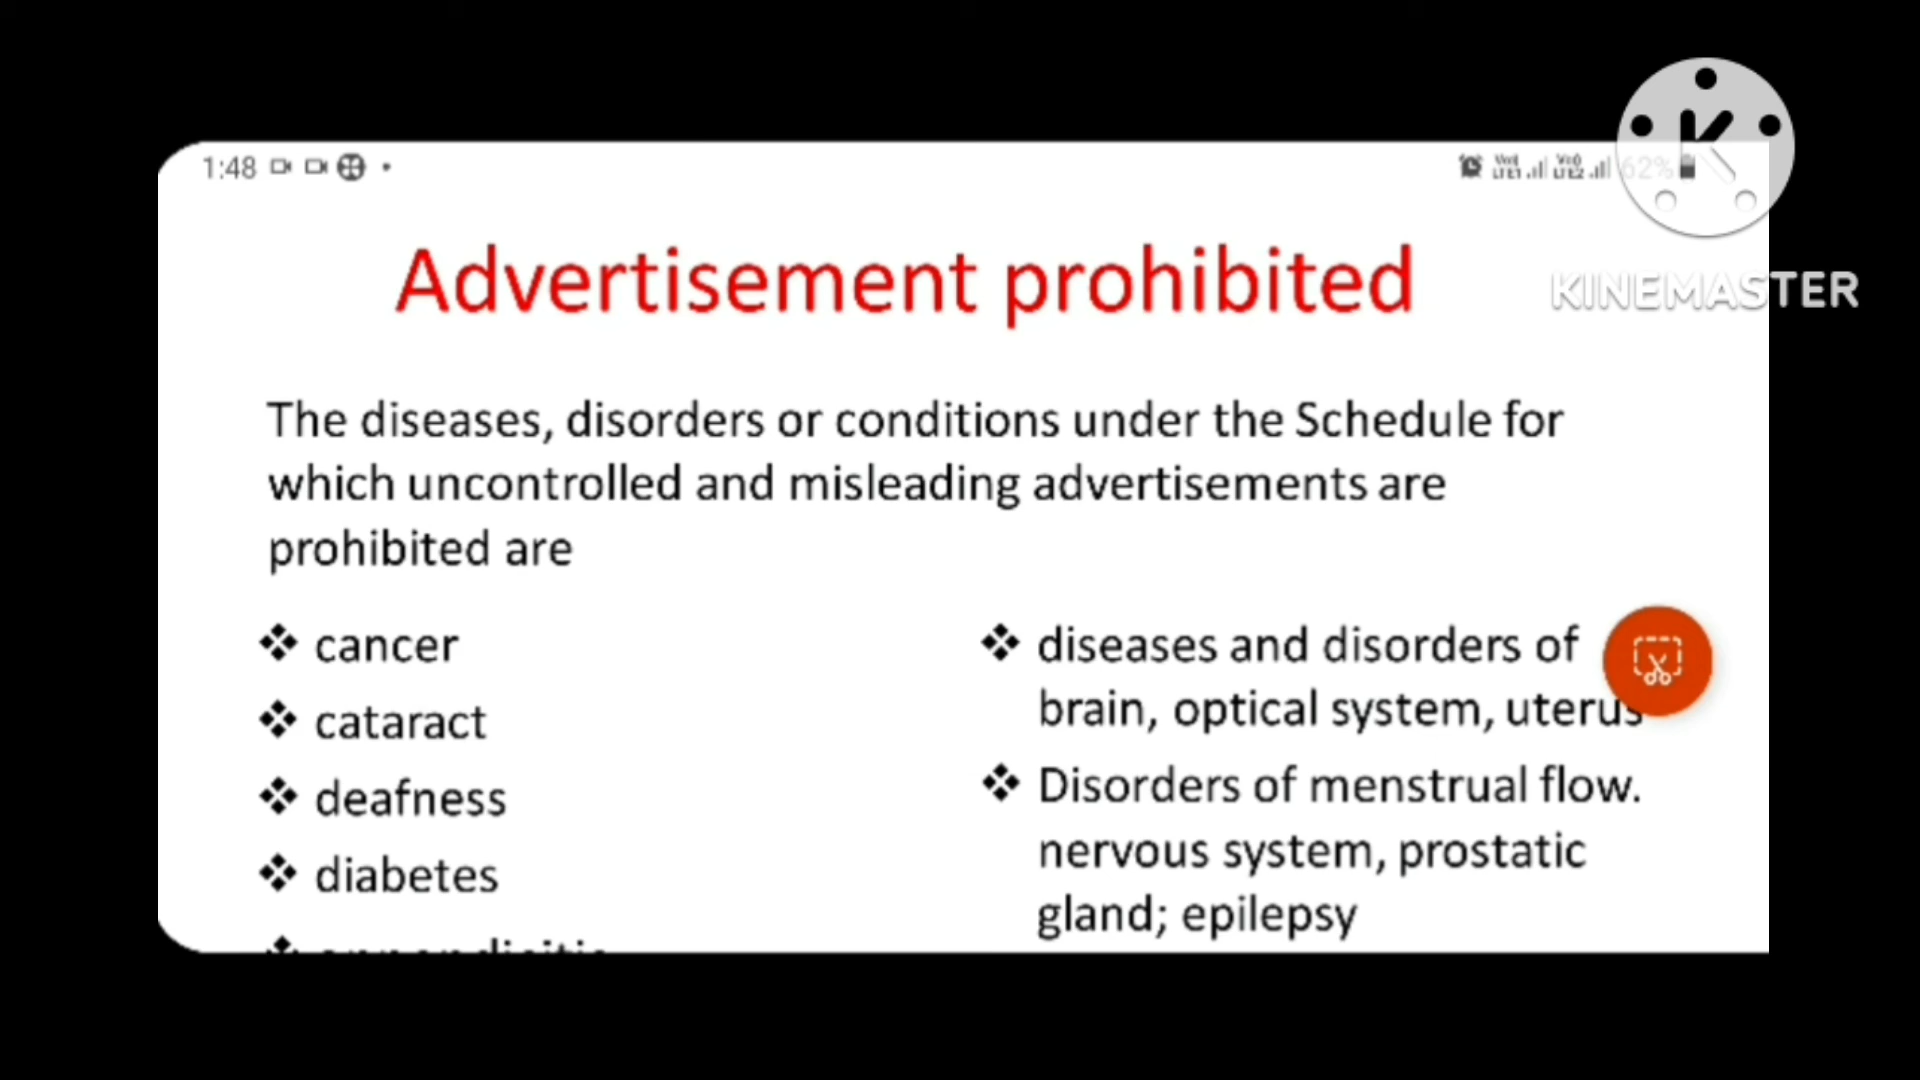 1:48
62%
KINEMASTER
Advertisement prohibited
The diseases, disorders or conditions under the Schedule for
which uncontrolled and misleading advertisements are
prohibited are
❖ cancer
❖ cataract
❖ deafness
❖ diabetes
❖ diseases and disorders of
brain, optical system, uterus
❖ Disorders of menstrual flow.
nervous system, prostatic
gland; epilepsy